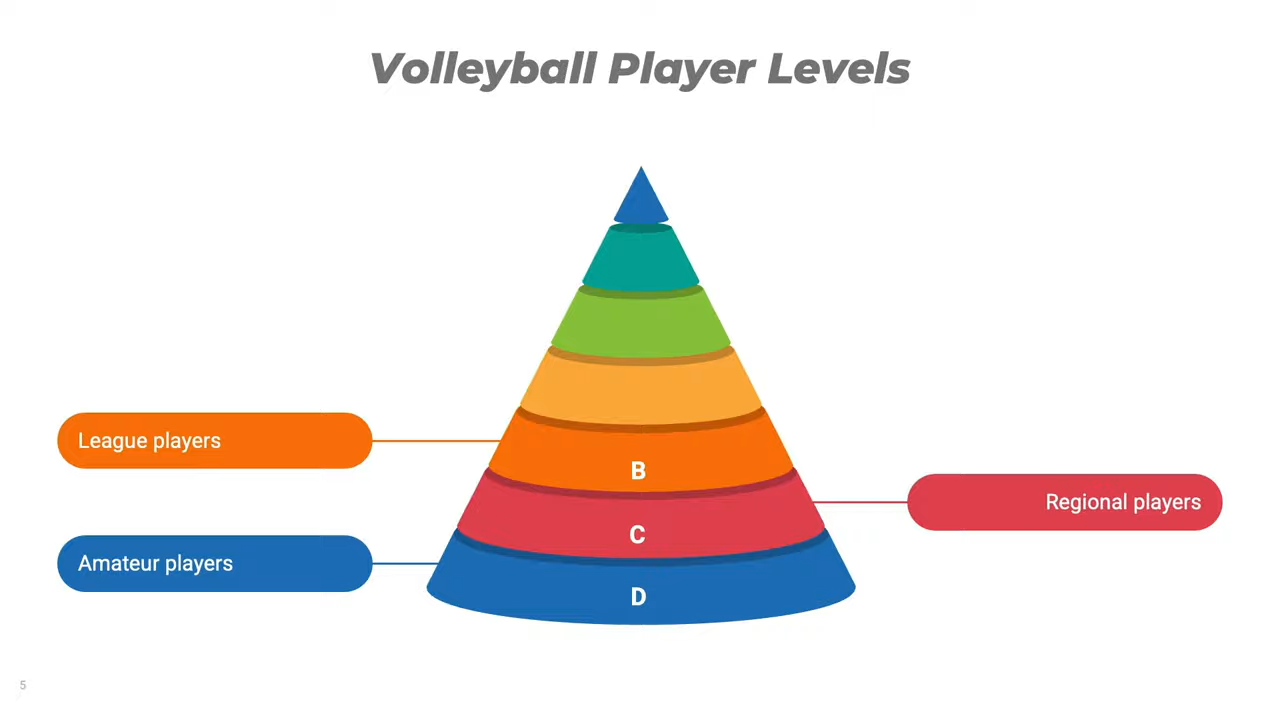 Volleyball Player Levels
League players
B
Regional players
C
Amateur players
D
5